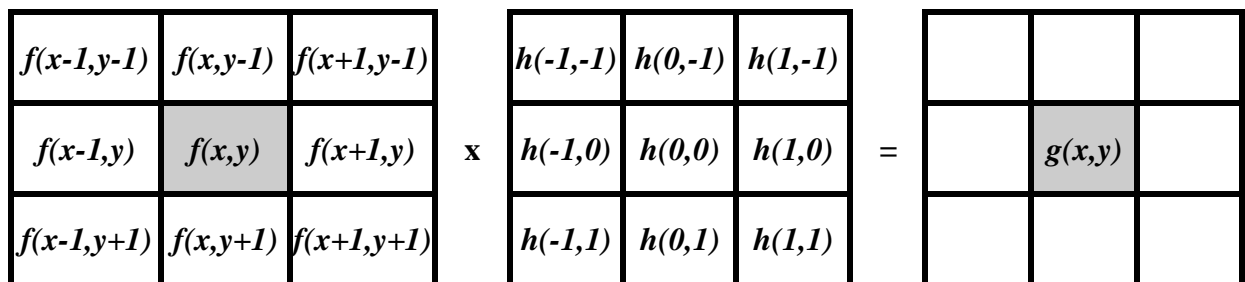 f(x-1,y-1) f(x,y-1) f(x+1,y-1) h(-1,-1) h(0,-1) h(1,-1)
f(x-1,y) f(x,y) f(x+1,y) x h(-1,0) h(0,0) h(1,0) = g(x,y)
f(x-1,y+1) f(x,y+1) f(x+1,y+1) h(-1,1) h(0,1) h(1,1)